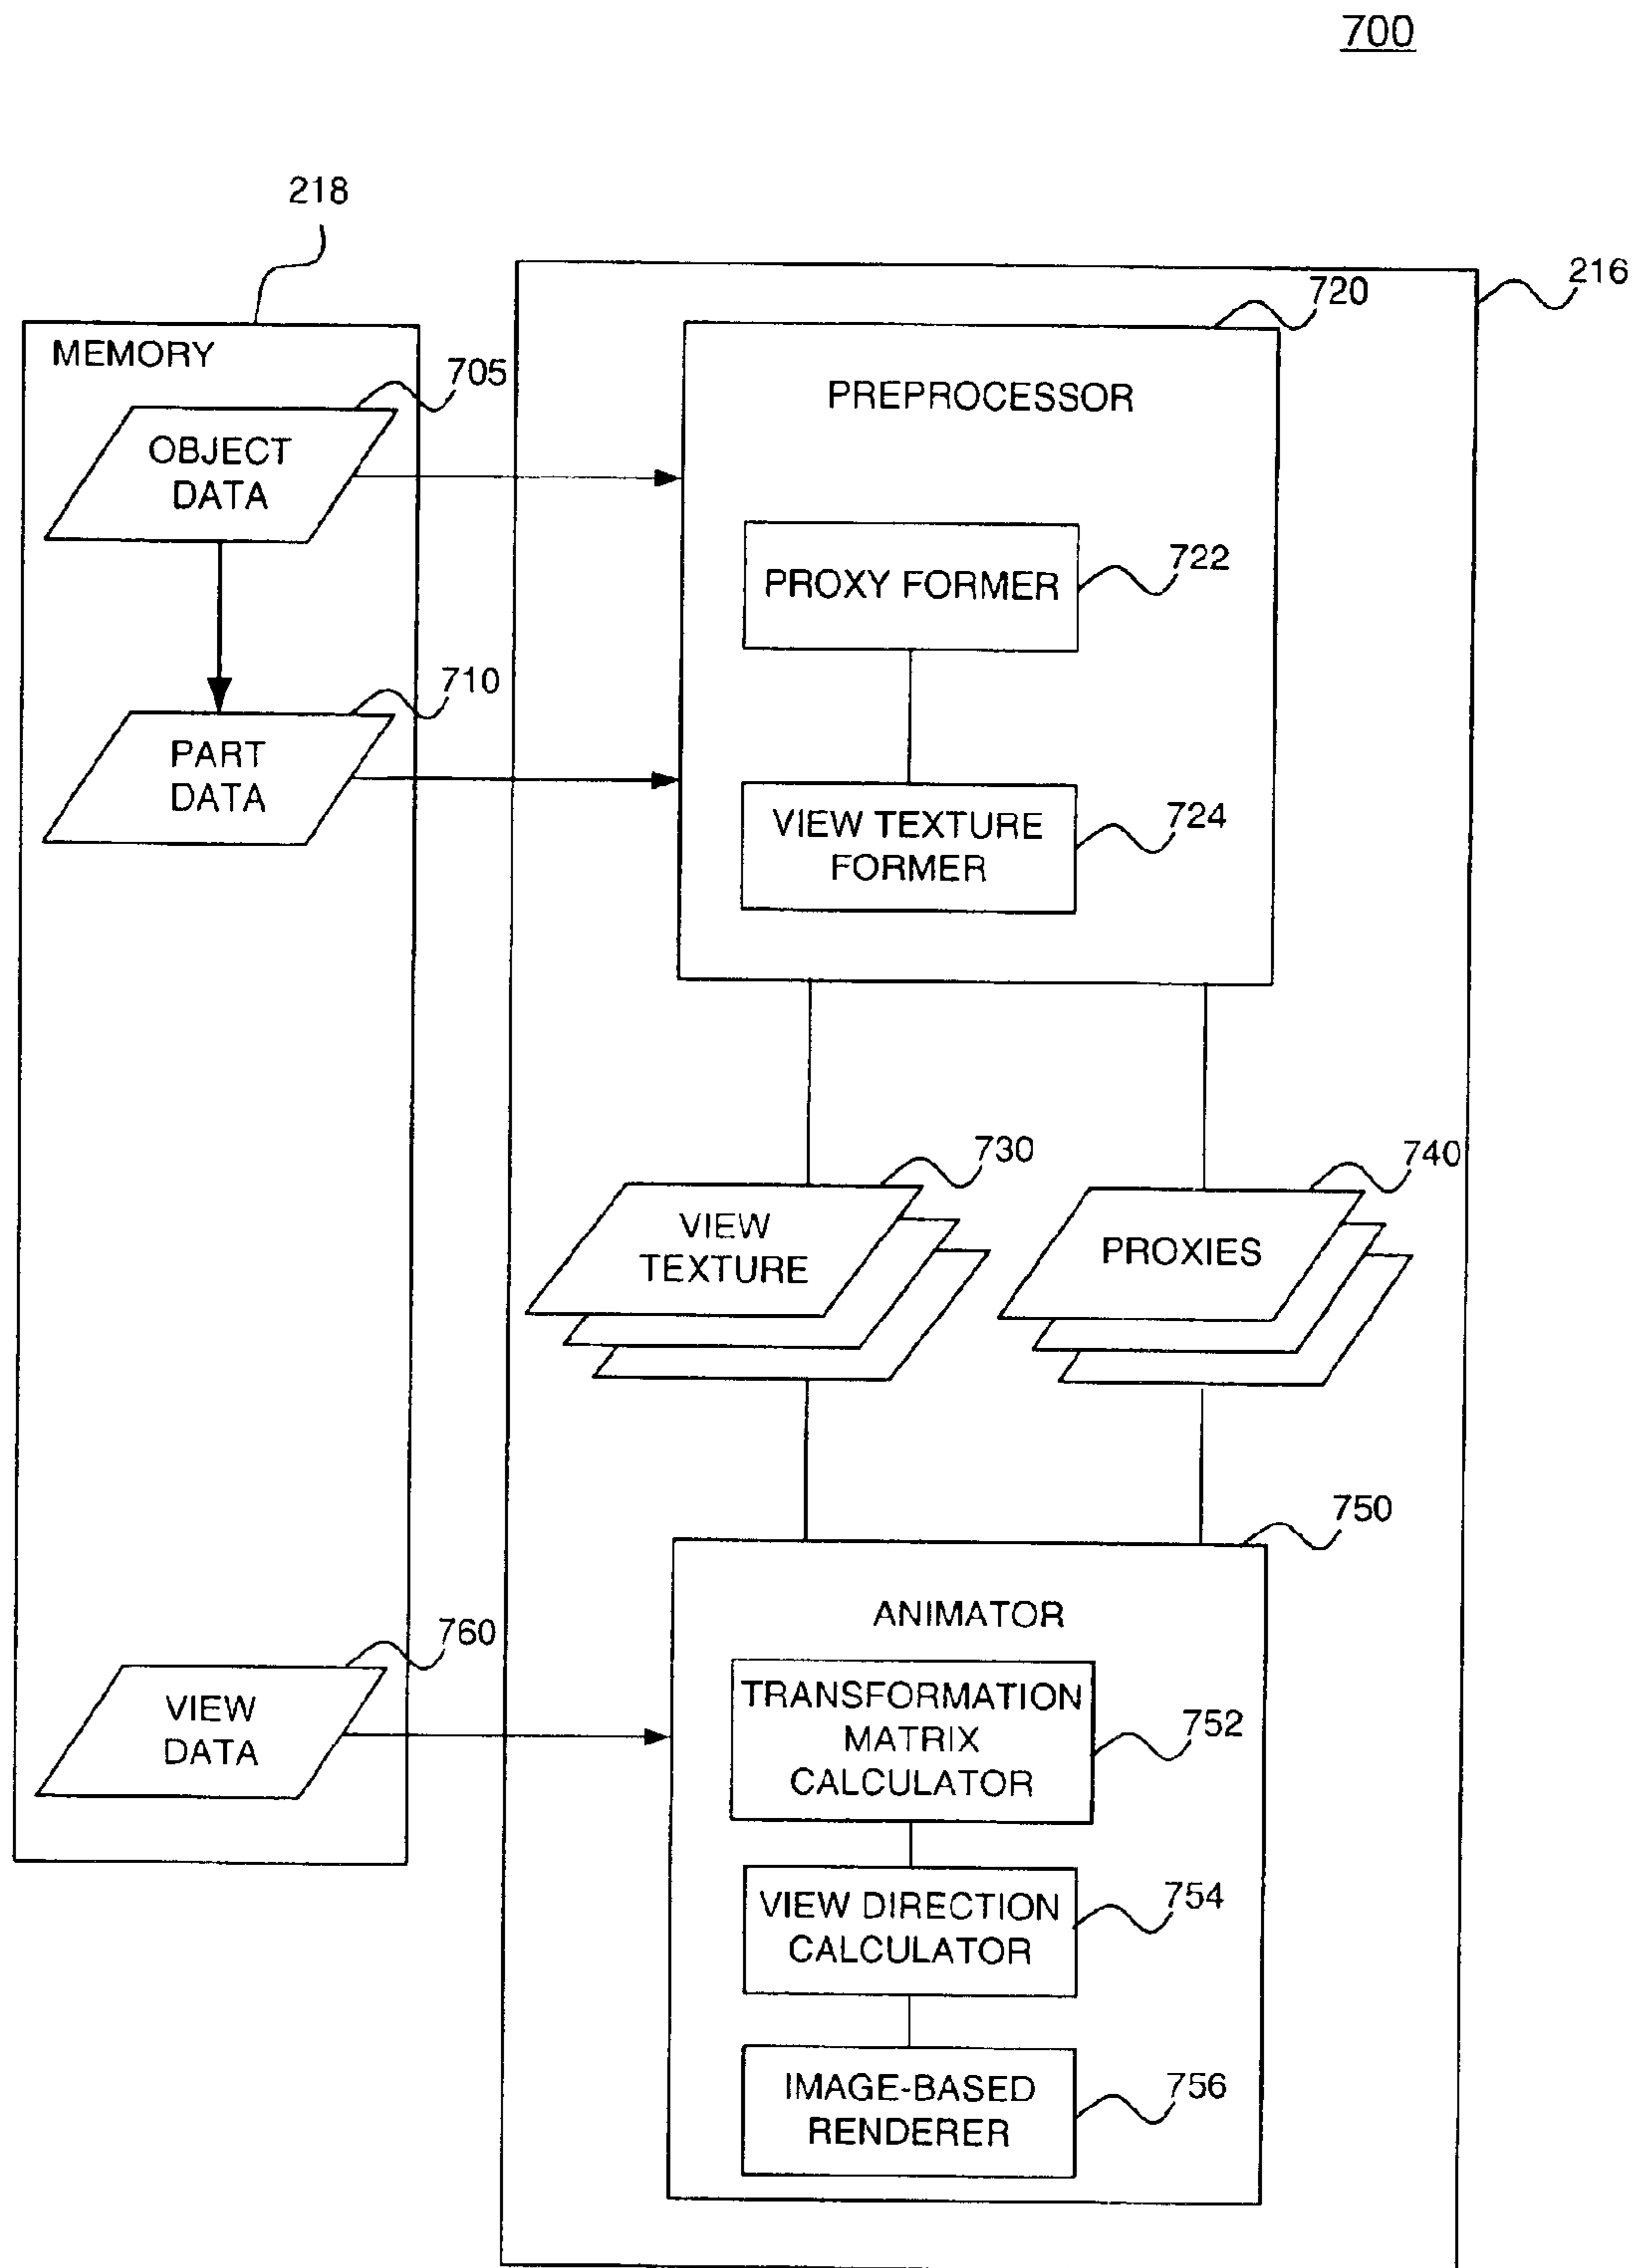 700
218
216
720
MEMORY
705
PREPROCESSOR
OBJECT
DATA
PROXY FORMER
722
710
PART
DATA
VIEW TEXTURE
FORMER
724
730
740
VIEW
TEXTURE
PROXIES
750
ANIMATOR
760
VIEW
DATA
TRANSFORMATION
MATRIX
CALCULATOR
752
VIEW DIRECTION
CALCULATOR
754
IMAGE-BASED
RENDERER
756